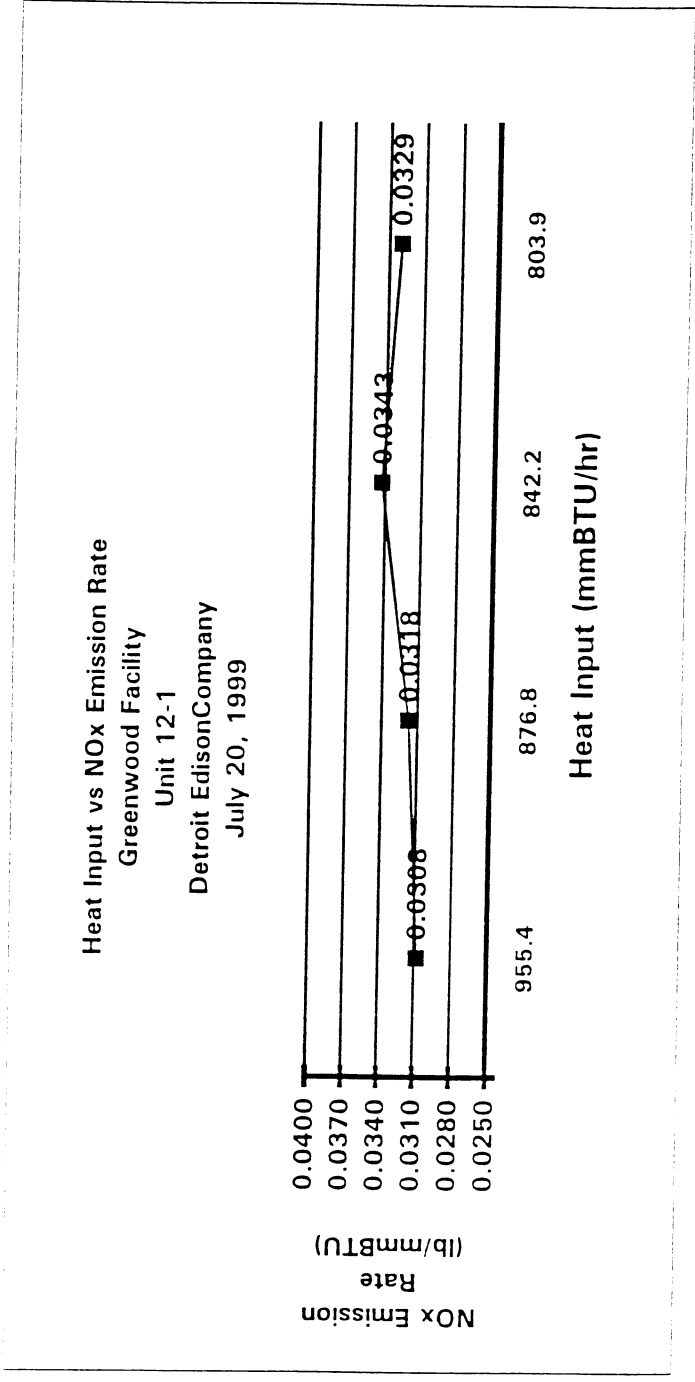 Heat Input vs NOx Emission Rate
Greenwood Facility
Unit 12-1
Detroit EdisonCompany
July 20, 1999
NOx Emission
Rate
(lb/mmBTU)
0.0400
0.0370
0.0340
0.0310
0.0280
0.0250
0.0308
0.0318
0.0343
0.0329
955.4
876.8
842.2
803.9
Heat Input (mmBTU/hr)